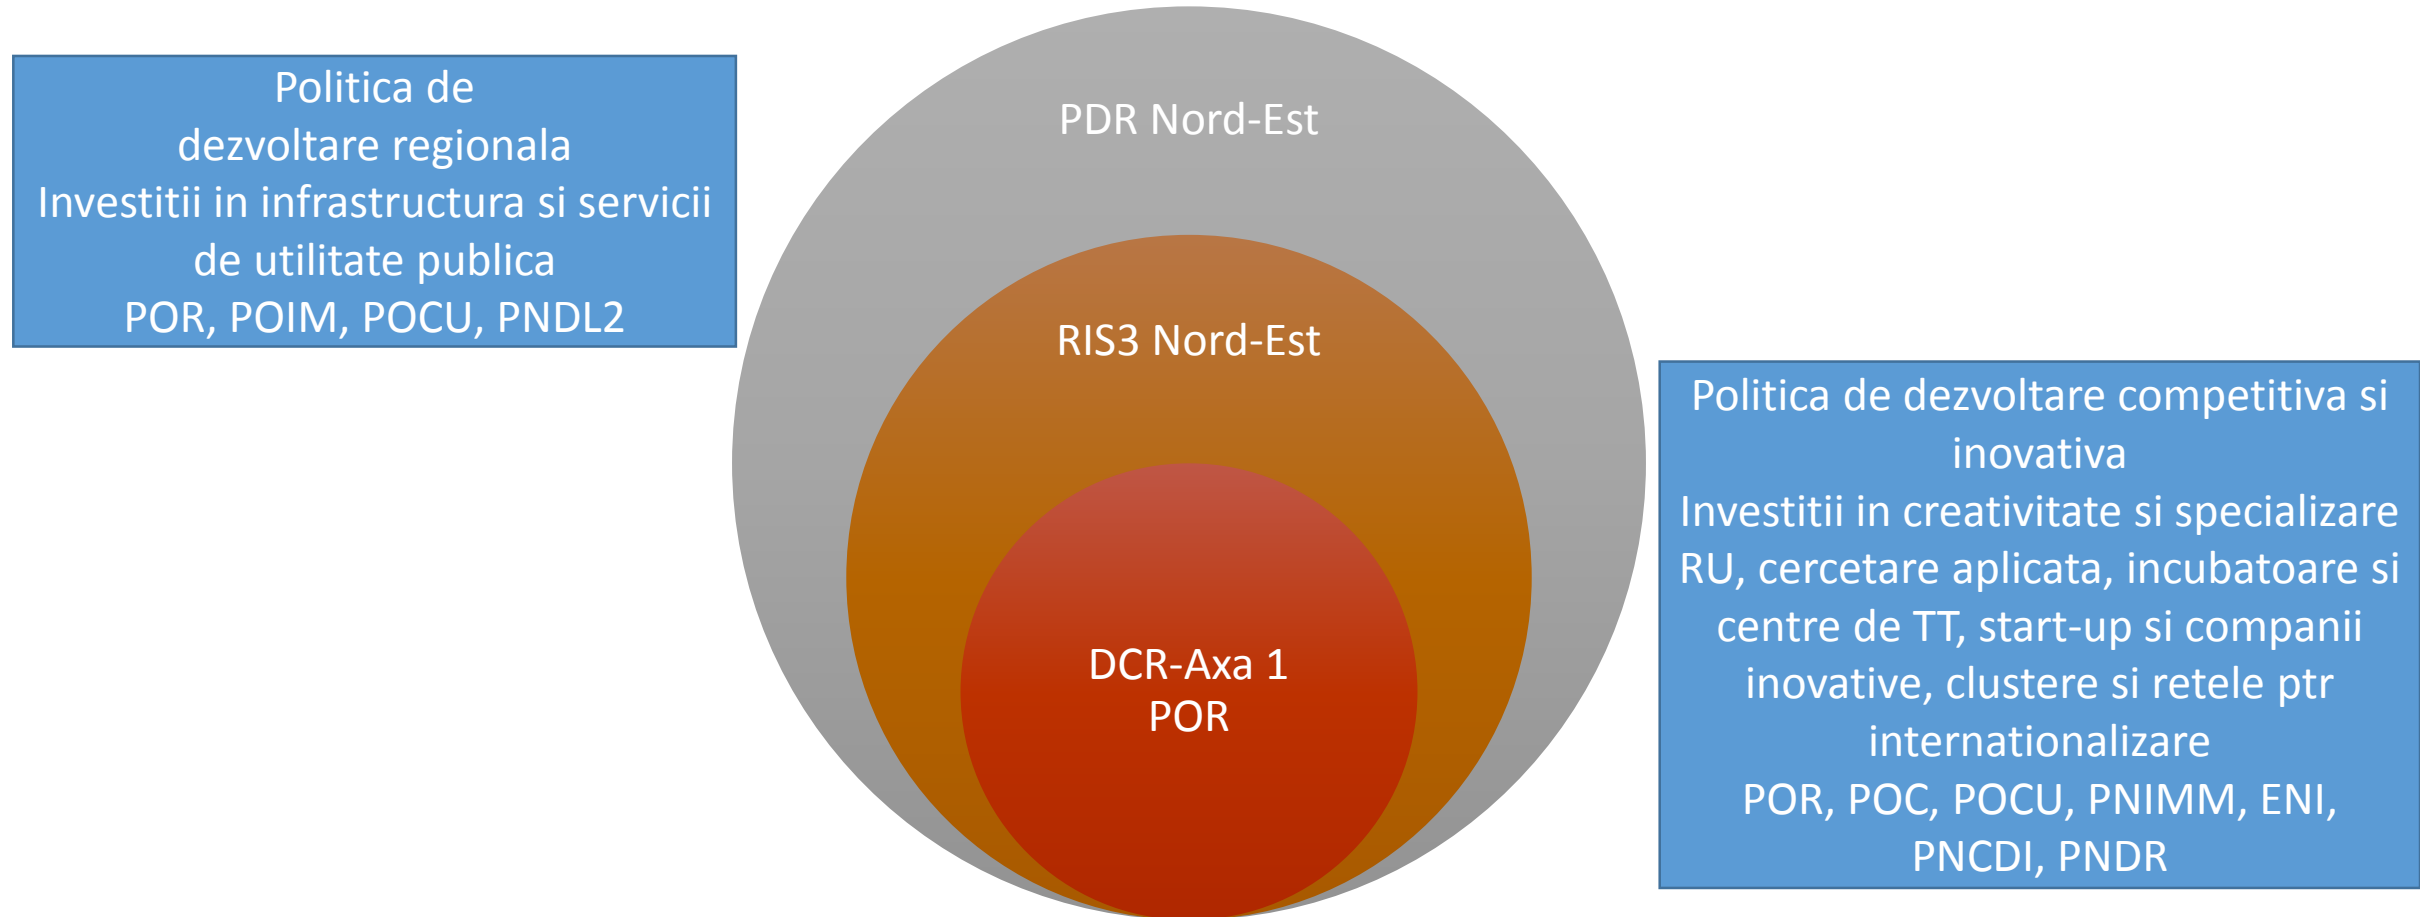 Politica de
dezvoltare regionala
Investitii in infrastructura si servicii
de utilitate publica
POR, POIM, POCU, PNDL2
PDR Nord-Est
RIS3 Nord-Est
DCR-Axa 1
POR
Politica de dezvoltare competitiva si
inovativa
Investitii in creativitate si specializare
RU, cercetare aplicata, incubatoare si
centre de TT, start-up si companii
inovative, clustere si retele ptr
internationalizare
POR, POC, POCU, PNIMM, ENI,
PNCDI, PNDR